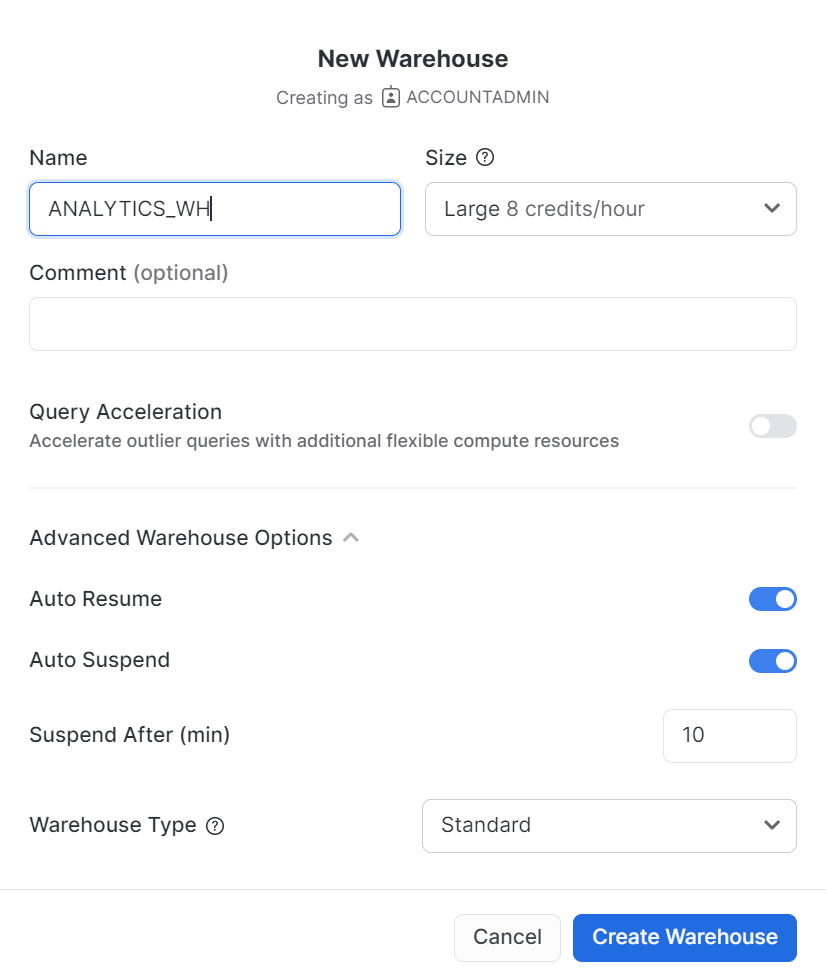 New Warehouse
Creating as ACCOUNTADMIN
Name
Size ?
ANALYTICS_WH
Large 8 credits/hour
Comment (optional)
Query Acceleration
Accelerate outlier queries with additional flexible compute resources
Advanced Warehouse Options
Auto Resume
Auto Suspend
Suspend After (min)
10
Warehouse Type ?
Standard
Cancel
Create Warehouse